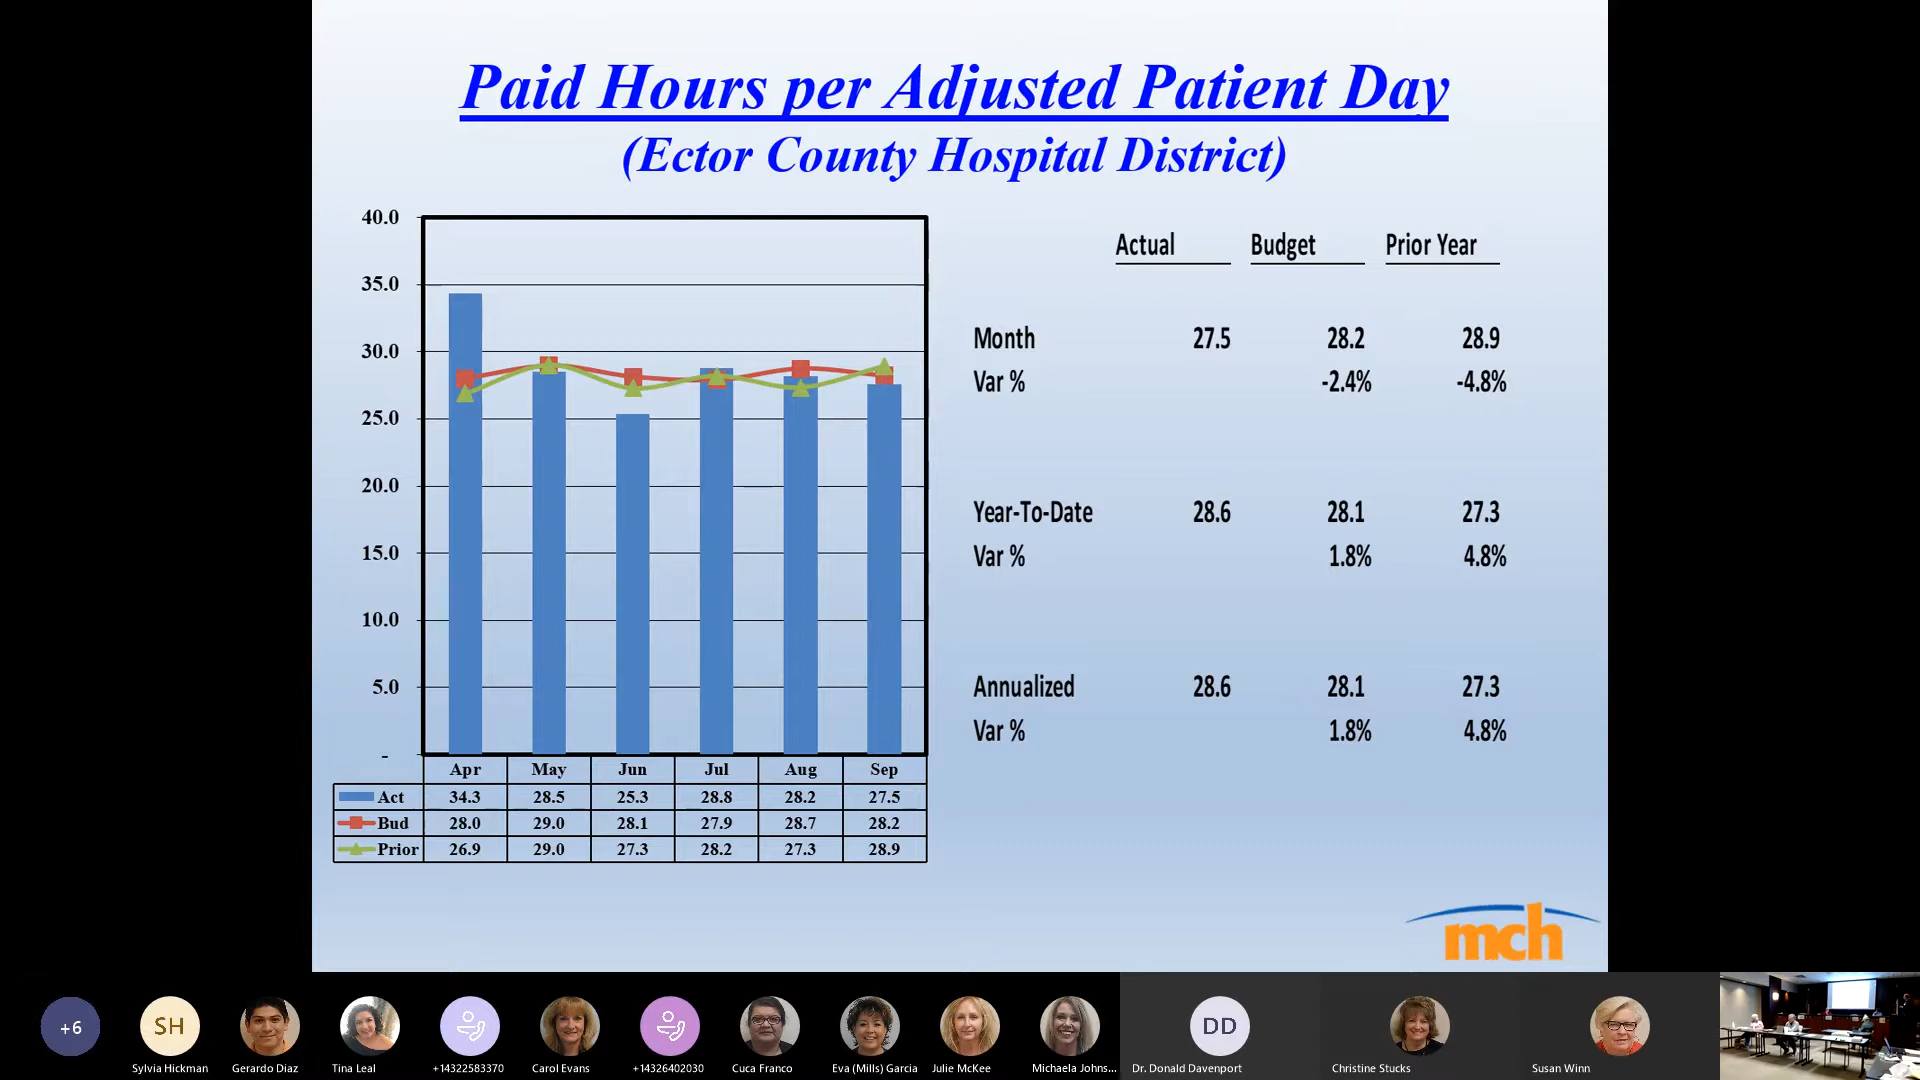 Paid Hours per Adjusted Patient Day
(Ector County Hospital District)
40.0
35.0
30.0
25.0
20.0
15.0
10.0
5.0
-
Apr May Jun Jul Aug Sep
Act 34.3 28.5 25.3 28.8 28.2 27.5
Bud 28.0 29.0 28.1 27.9 28.7 28.2
Prior 26.9 29.0 27.3 28.2 27.3 28.9
Actual Budget Prior Year
Month 27.5 28.2 28.9
Var % -2.4% -4.8%
Year-To-Date 28.6 28.1 27.3
Var % 1.8% 4.8%
Annualized 28.6 28.1 27.3
Var % 1.8% 4.8%
mch
+6 SH DD
Sylvia Hickman Gerardo Diaz Tina Leal +14322583370 Carol Evans +14326402030 Cuca Franco Eva (Mills) Garcia Julie McKee Michaela Johns... Dr. Donald Davenport Christine Stucks Susan Winn